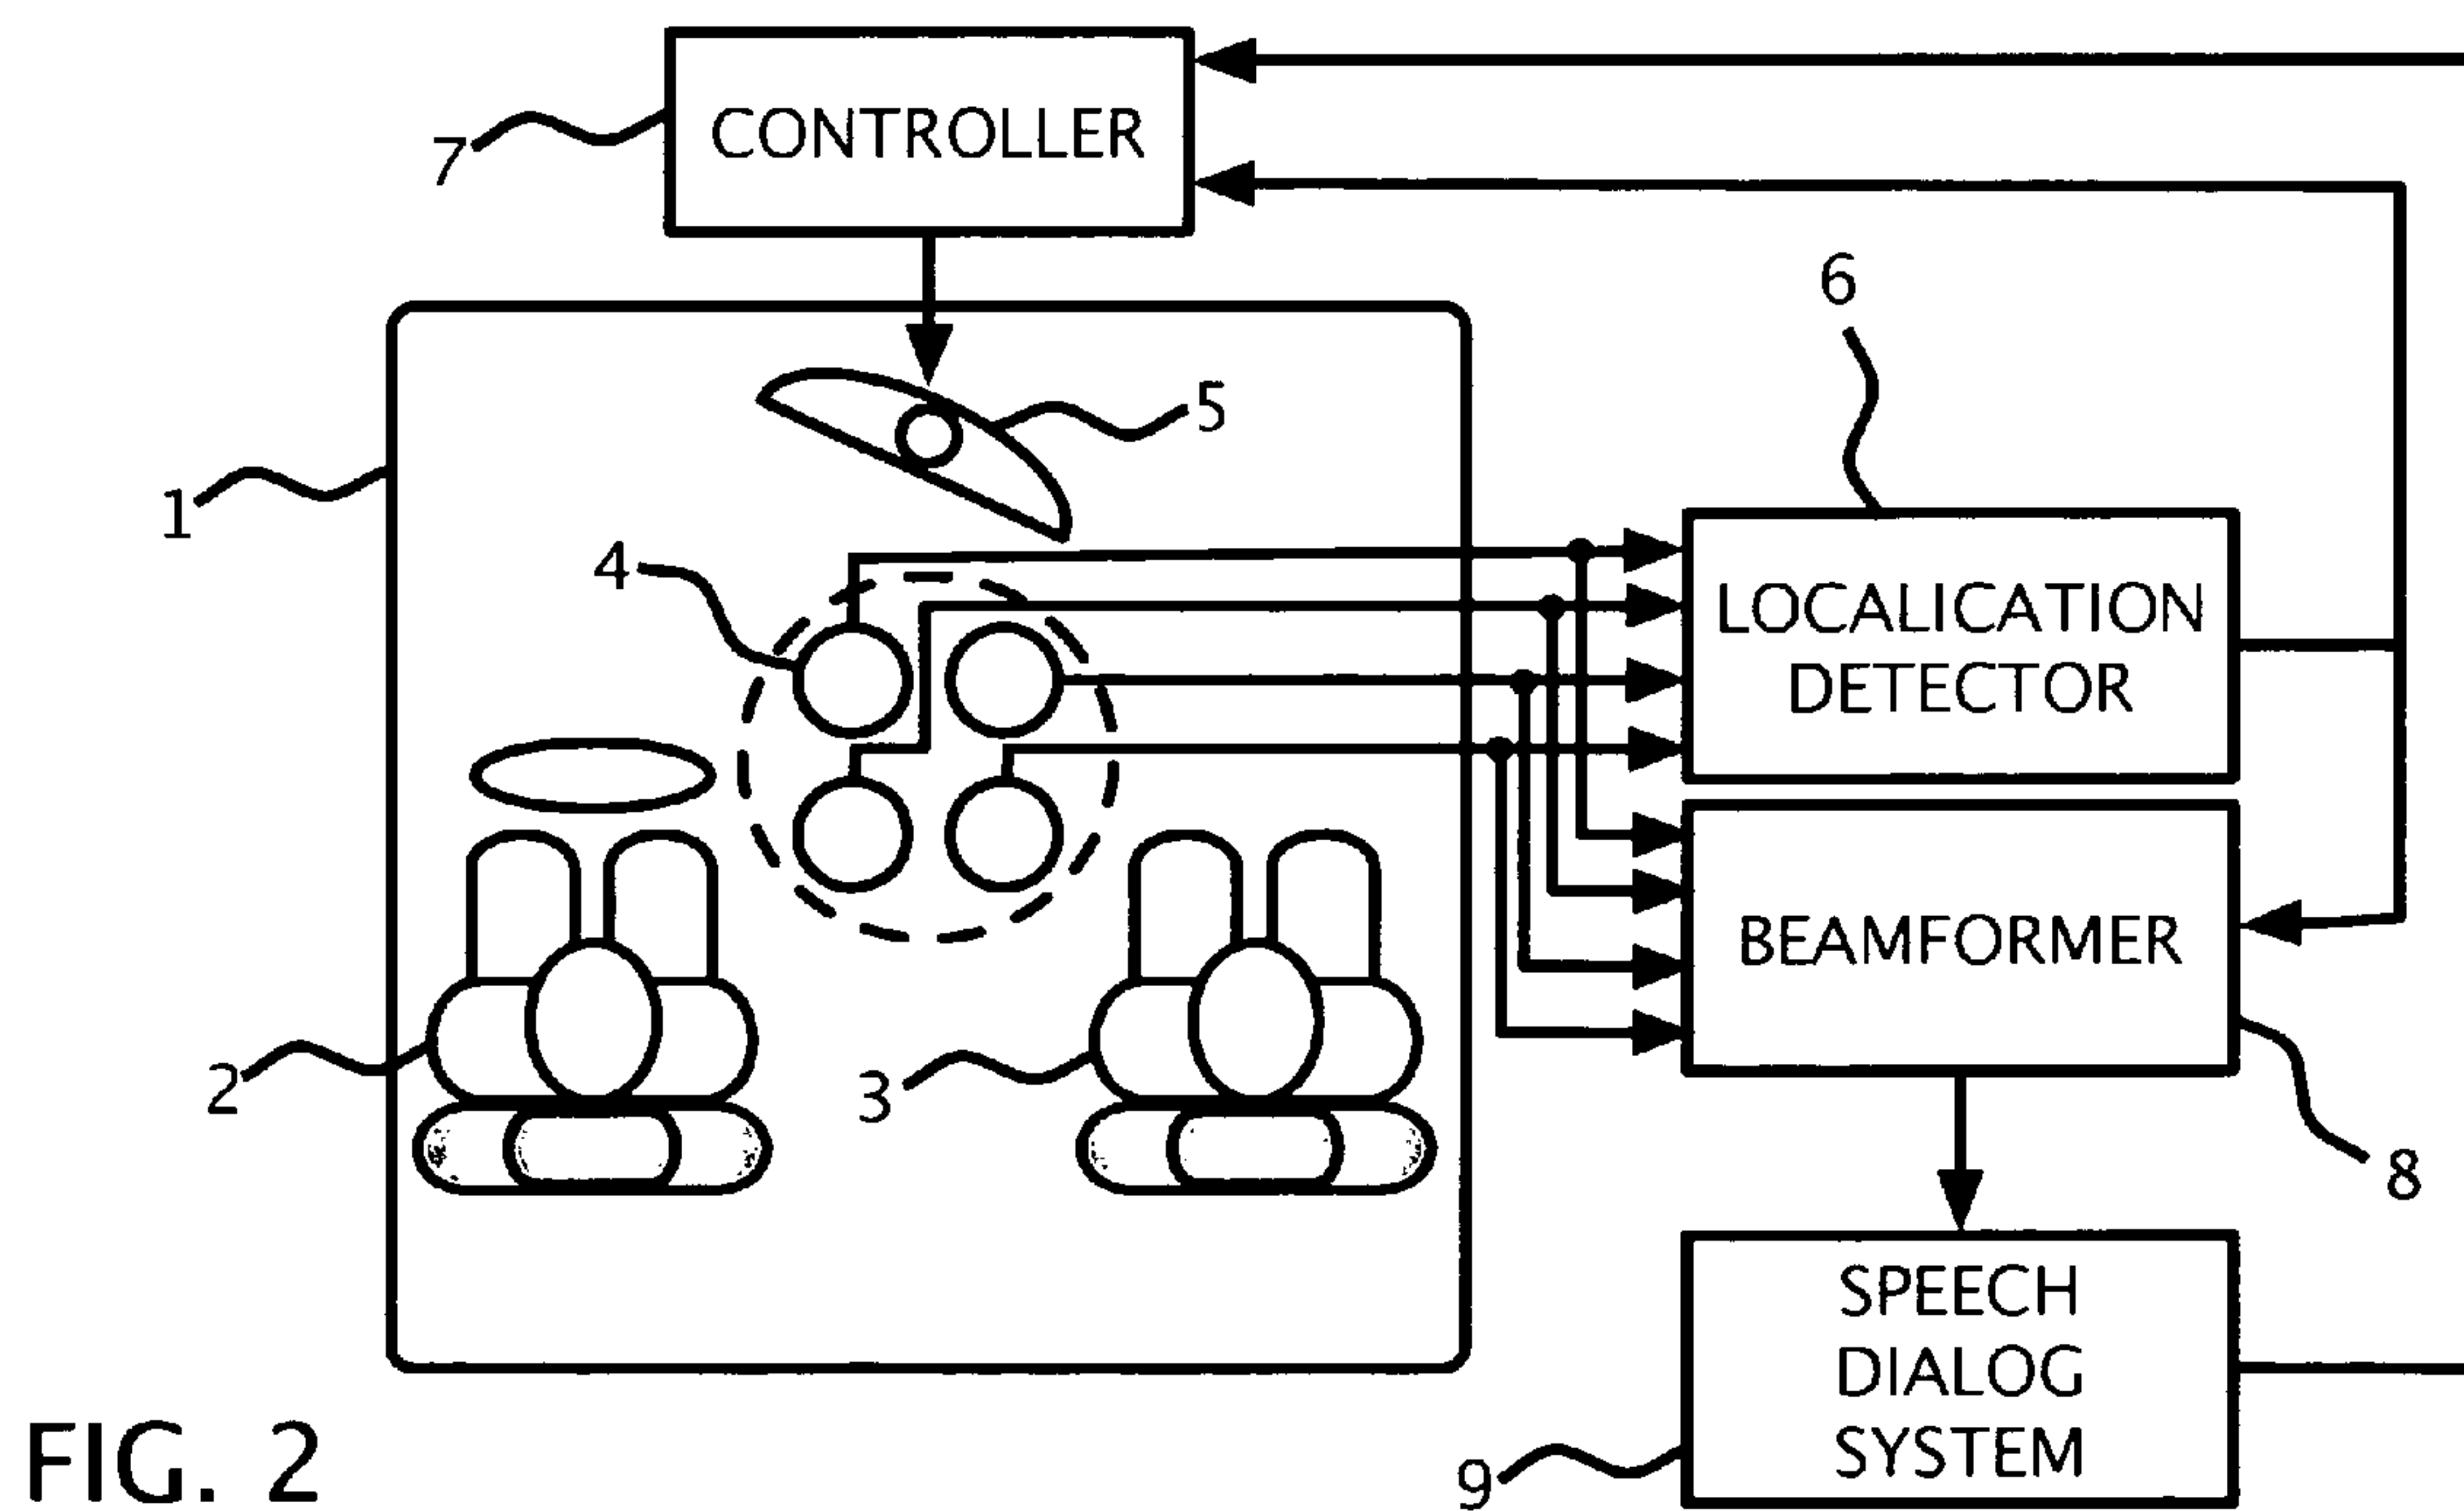 CONTROLLER
7
6
5
1
4
LOCALICATION
DETECTOR
BEAMFORMER
2
3
8
SPEECH
DIALOG
SYSTEM
9
FIG. 2